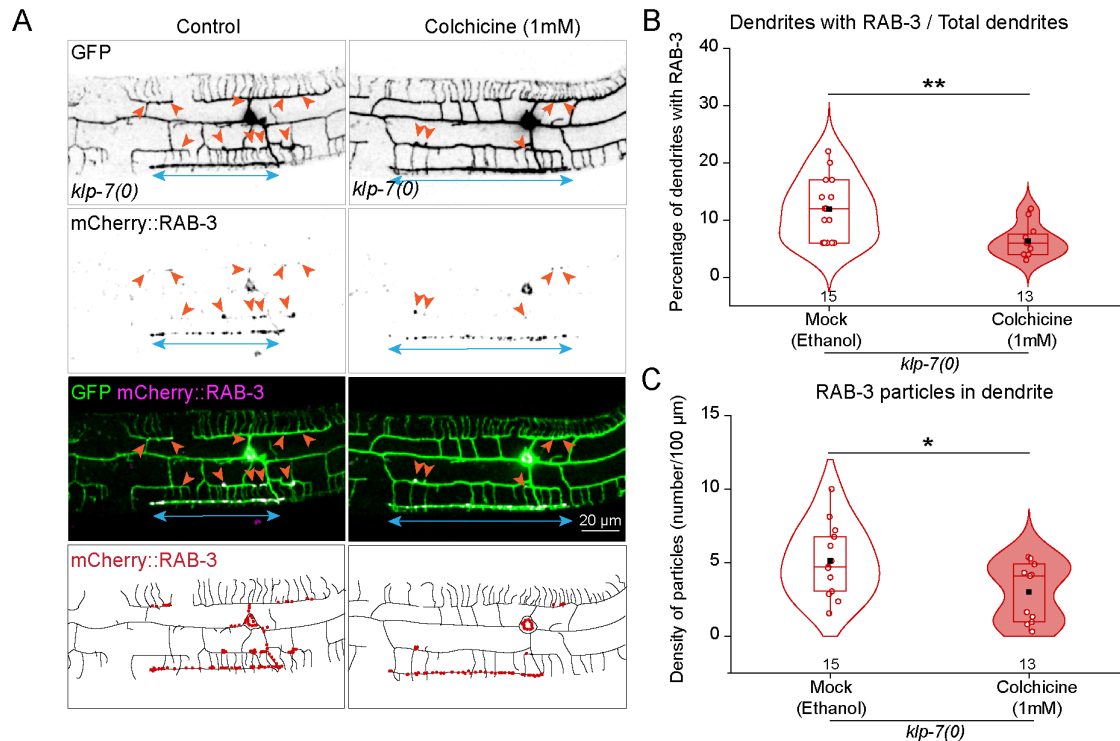 A
Control
Colchicine (1mM)
GFP
klp-7(0)
klp-7(0)
mCherry::RAB-3
GFP mCherry::RAB-3
20 µm
mCherry::RAB-3
B
Dendrites with RAB-3 / Total dendrites
Percentage of dendrites with RAB-3
40
30
20
10
0
**
15
13
Mock
(Ethanol)
Colchicine
(1mM)
klp-7(0)
C
RAB-3 particles in dendrite
Density of particles (number/100 µm)
15
10
5
0
*
15
13
Mock
(Ethanol)
Colchicine
(1mM)
klp-7(0)